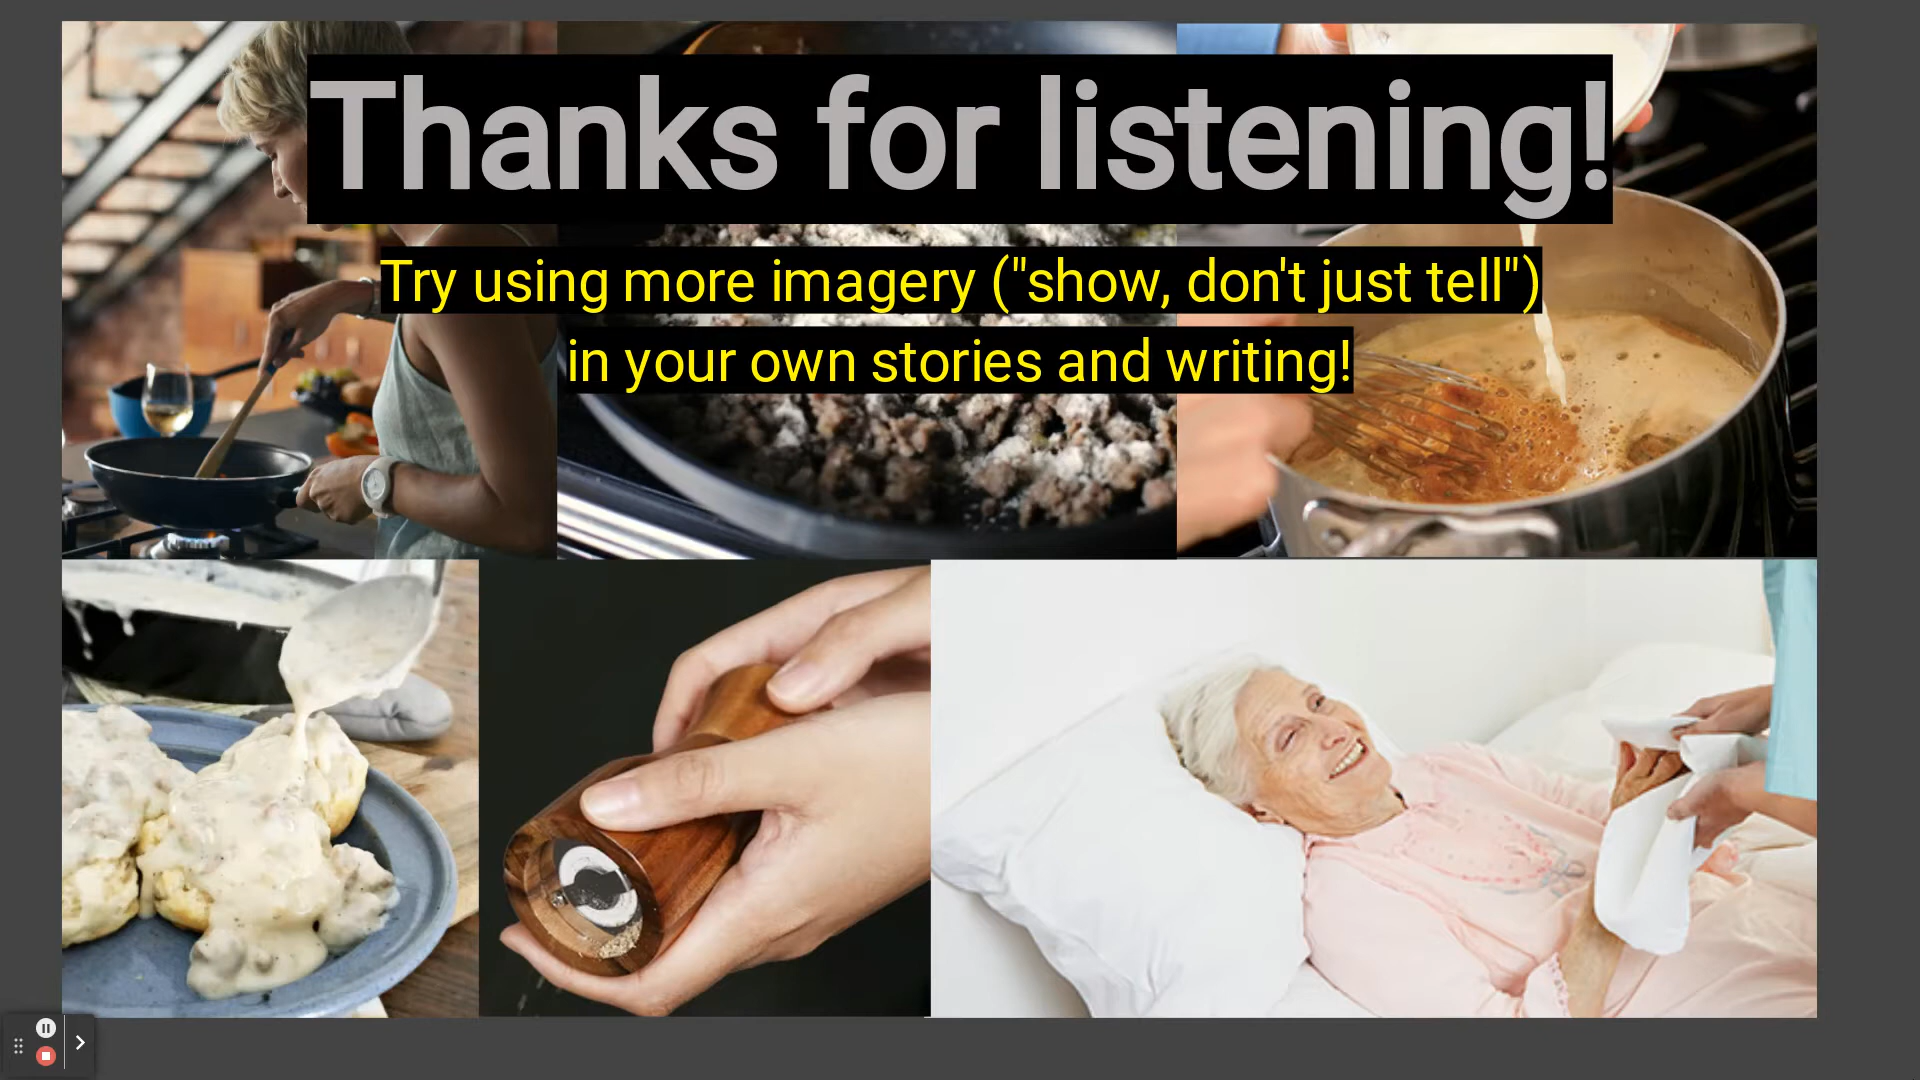 Thanks for listening!
Try using more imagery ("show, don't just tell")
in your own stories and writing!